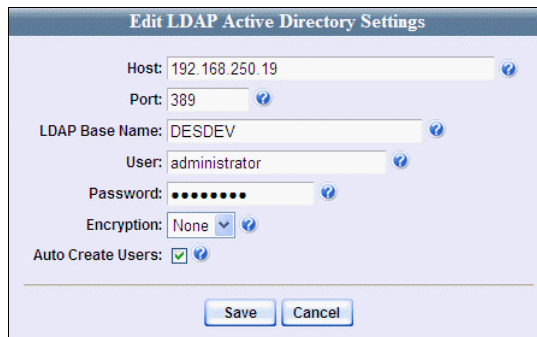 Edit LDAP Active Directory Settings
Host: 192.168.250.19 ?
Port: 389 ?
LDAP Base Name: DESDEV ?
User: administrator ?
Password: •••••••• ?
Encryption: None ?
Auto Create Users: ?
Save Cancel